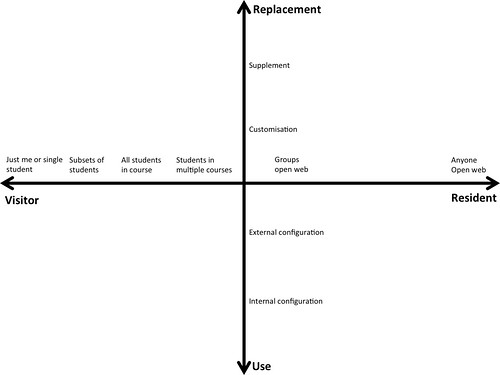 Replacement
Supplement
Customisation
Just me or single
student
Subsets of
students
All students
in course
Students in
multiple courses
Groups
open web
Anyone
Open web
Visitor
Resident
External configuration
Internal configuration
Use